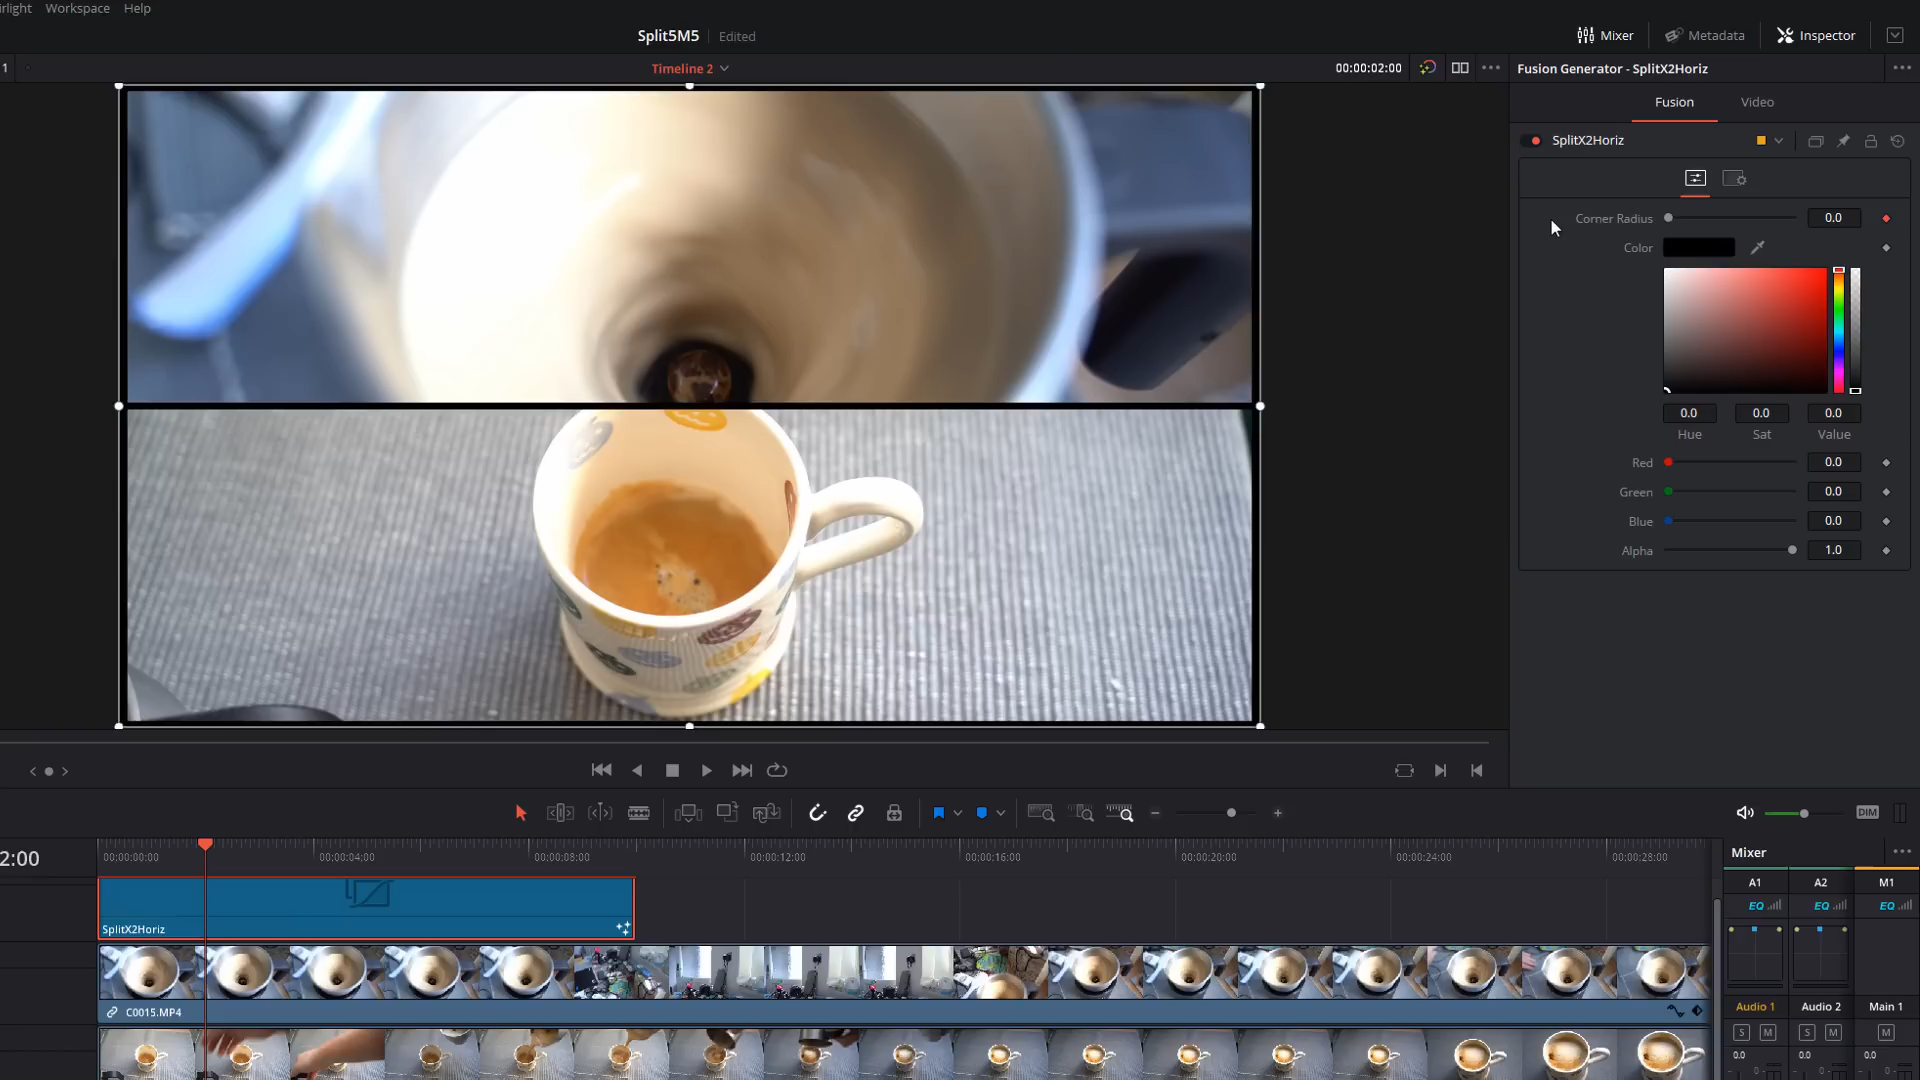 irlight Workspace Help
Split5M5 Edited
Mixer Metadata Inspector
1
Timeline 2
00:00:02:00
Fusion Generator - SplitX2Horiz
Fusion Video
SplitX2Horiz
Corner Radius 0.0
Color
0.0 0.0 0.0
Hue Sat Value
Red 0.0
Green 0.0
Blue 0.0
Alpha 1.0
DIM
2:00
00:00:00:00 00:00:04:00 00:00:08:00 00:00:12:00 00:00:16:00 00:00:20:00 00:00:24:00 00:00:28:00
Mixer
A1 A2 M1
EQ EQ EQ
SplitX2Horiz
C0015.MP4
Audio 1 Audio 2 Main 1
S M S M M
0.0 0.0 0.0
0 0 0